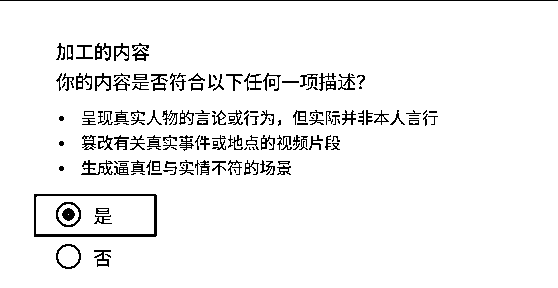 加工的内容
你的内容是否符合以下任何一项描述？
• 呈现真实人物的言论或行为，但实际并非本人言行
• 篡改有关真实事件或地点的视频片段
• 生成逼真但与实情不符的场景
是
否